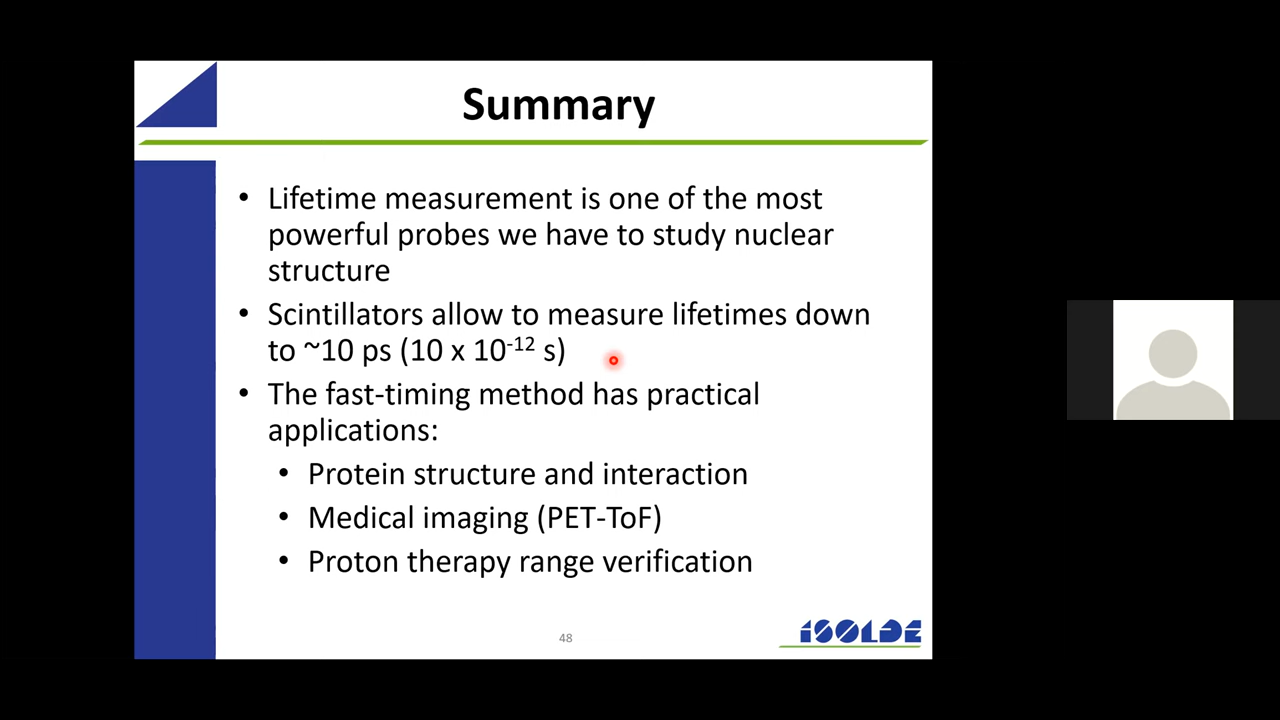 Summary
• Lifetime measurement is one of the most
powerful probes we have to study nuclear
structure
• Scintillators allow to measure lifetimes down
to ~10 ps (10 x 10⁻¹² s)
• The fast-timing method has practical
applications:
• Protein structure and interaction
• Medical imaging (PET-ToF)
• Proton therapy range verification
48
ISOLDE